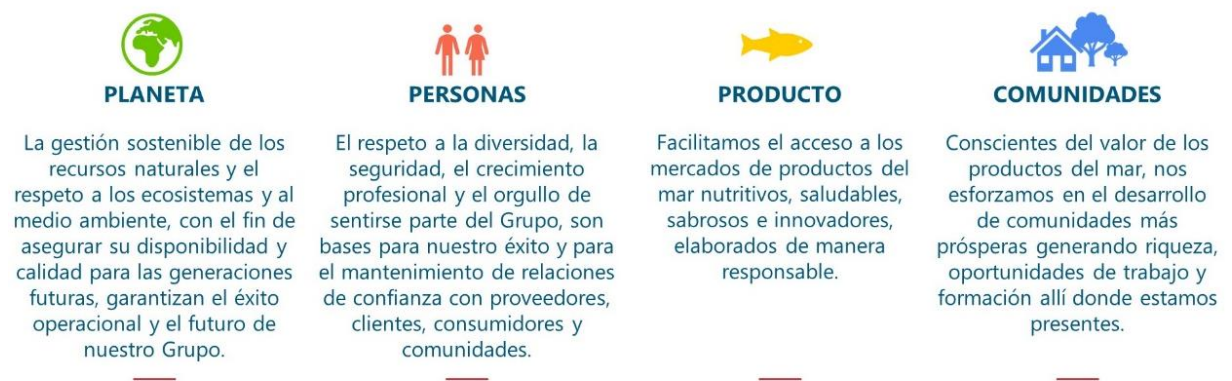 PLANETA
La gestión sostenible de los
recursos naturales y el
respeto a los ecosistemas y al
medio ambiente, con el fin de
asegurar su disponibilidad y
calidad para las generaciones
futuras, garantizan el éxito
operacional y el futuro de
nuestro Grupo.
PERSONAS
El respeto a la diversidad, la
seguridad, el crecimiento
profesional y el orgullo de
sentirse parte del Grupo, son
bases para nuestro éxito y para
el mantenimiento de relaciones
de confianza con proveedores,
clientes, consumidores y
comunidades.
PRODUCTO
Facilitamos el acceso a los
mercados de productos del
mar nutritivos, saludables,
sabrosos e innovadores,
elaborados de manera
responsable.
COMUNIDADES
Conscientes del valor de los
productos del mar, nos
esforzamos en el desarrollo
de comunidades más
prósperas generando riqueza,
oportunidades de trabajo y
formación allí donde estamos
presentes.